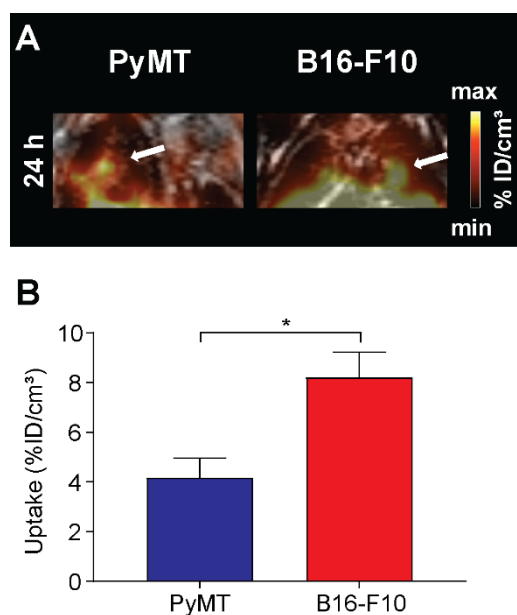 A
PyMT
B16-F10
24 h
max
min
% ID/cm³
B
*
Uptake (%ID/cm³)
10
8
6
4
2
0
PyMT
B16-F10